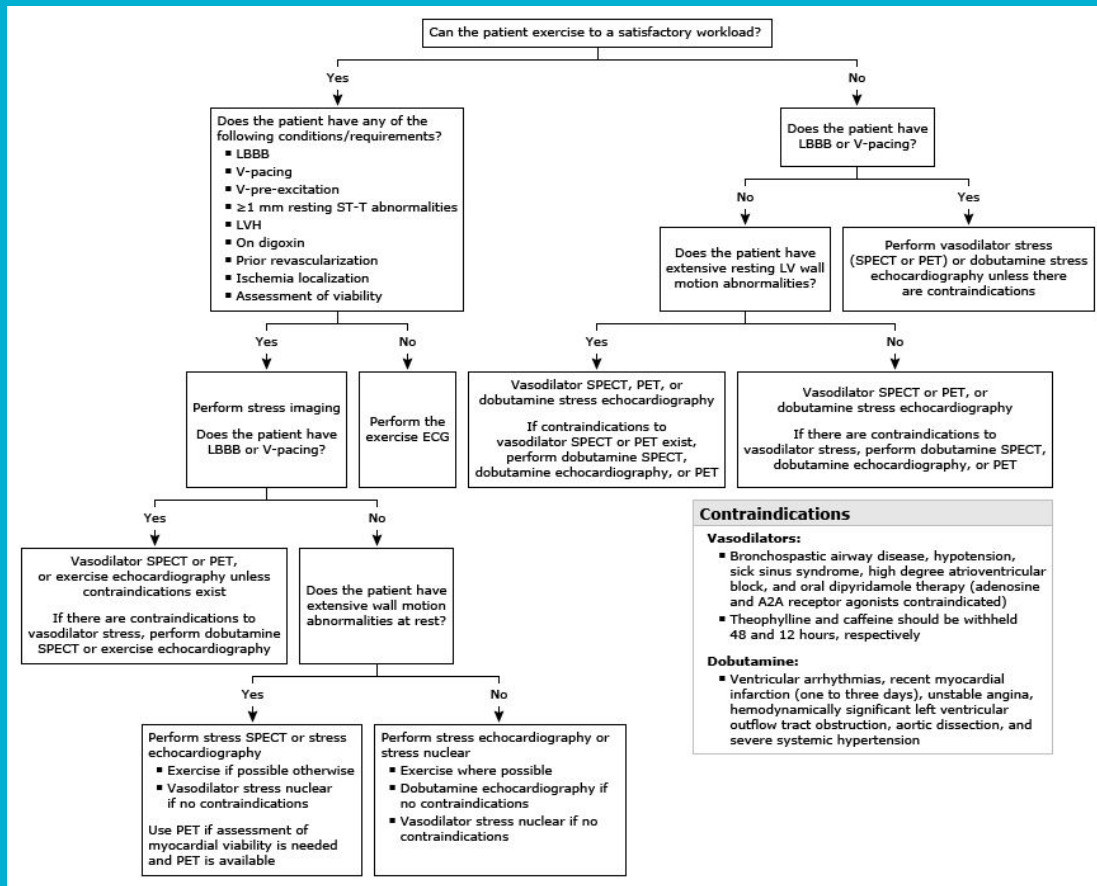 Can the patient exercise to a satisfactory workload?
Yes
No
Does the patient have any of the
following conditions/requirements?
▪ LBBB
▪ V-pacing
▪ V-pre-excitation
▪ ≥1 mm resting ST-T abnormalities
▪ LVH
▪ On digoxin
▪ Prior revascularization
▪ Ischemia localization
▪ Assessment of viability
Does the patient have
LBBB or V-pacing?
No
Yes
Does the patient have
extensive resting LV wall
motion abnormalities?
Perform vasodilator stress
(SPECT or PET) or dobutamine stress
echocardiography unless there
are contraindications
Yes
No
Yes
No
Perform stress imaging
Does the patient have
LBBB or V-pacing?
Perform the
exercise ECG
Vasodilator SPECT, PET, or
dobutamine stress echocardiography
If contraindications to
vasodilator SPECT or PET exist,
perform dobutamine SPECT,
dobutamine echocardiography, or PET
Vasodilator SPECT or PET, or
dobutamine stress echocardiography
If there are contraindications to
vasodilator stress, perform dobutamine SPECT,
dobutamine echocardiography, or PET
Yes
No
Vasodilator SPECT or PET,
or exercise echocardiography unless
contraindications exist
If there are contraindications to
vasodilator stress, perform dobutamine
SPECT or exercise echocardiography
Does the patient have
extensive wall motion
abnormalities at rest?
Yes
No
Perform stress SPECT or stress
echocardiography
▪ Exercise if possible otherwise
▪ Vasodilator stress nuclear
if no contraindications
Use PET if assessment of
myocardial viability is needed
and PET is available
Perform stress echocardiography or
stress nuclear
▪ Exercise where possible
▪ Dobutamine echocardiography if
no contraindications
▪ Vasodilator stress nuclear if no
contraindications
Contraindications
Vasodilators:
▪ Bronchospastic airway disease, hypotension,
sick sinus syndrome, high degree atrioventricular
block, and oral dipyridamole therapy (adenosine
and A2A receptor agonists contraindicated)
▪ Theophylline and caffeine should be withheld
48 and 12 hours, respectively
Dobutamine:
▪ Ventricular arrhythmias, recent myocardial
infarction (one to three days), unstable angina,
hemodynamically significant left ventricular
outflow tract obstruction, aortic dissection, and
severe systemic hypertension